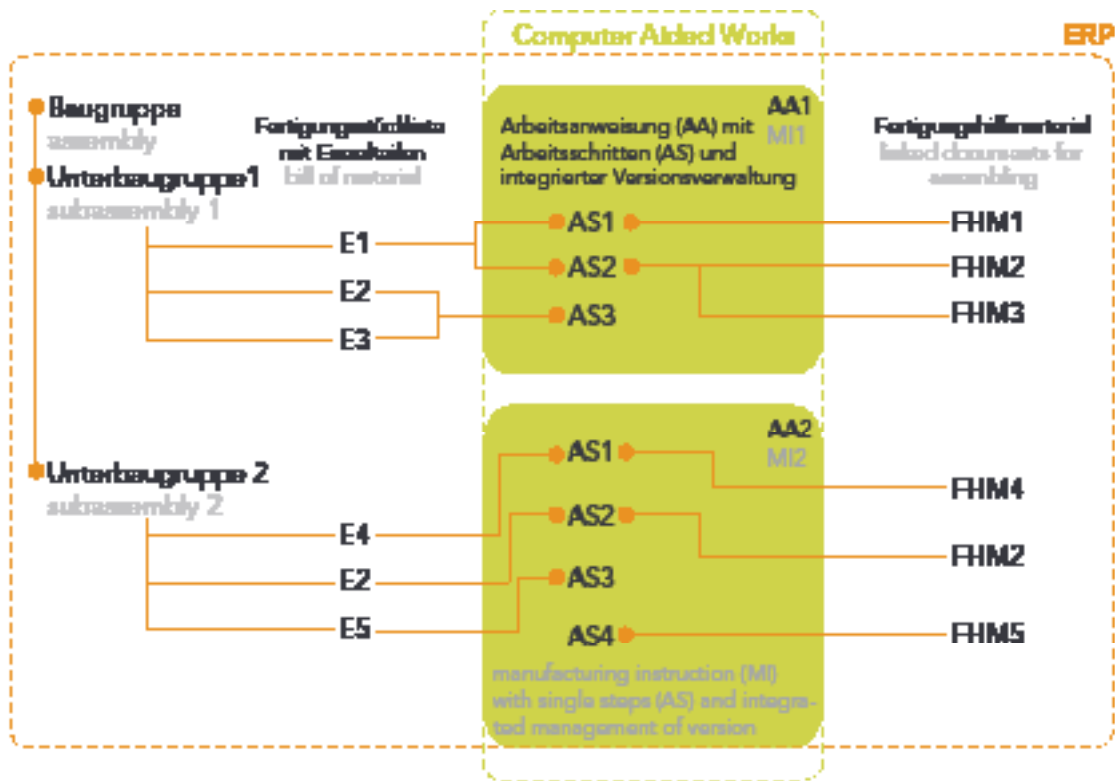 Computer Aided Works
ERP
Baugruppe
assembly
Unterbaugruppe1
subassembly 1
E1
E2
E3
Unterbaugruppe 2
subassembly 2
E4
E2
E5
Fertigungsstückliste
mit Einzelteilen
bill of material
AA1
MI1
Arbeitsanweisung (AA) mit
Arbeitsschritten (AS) und
integrierter Versionsverwaltung
AS1
AS2
AS3
AA2
MI2
AS1
AS2
AS3
AS4
manufacturing instruction (MI)
with single steps (AS) and integra-
ted management of version
Fertigungshilfsmaterial
linked documents for
assembling
FHM1
FHM2
FHM3
FHM4
FHM2
FHM5